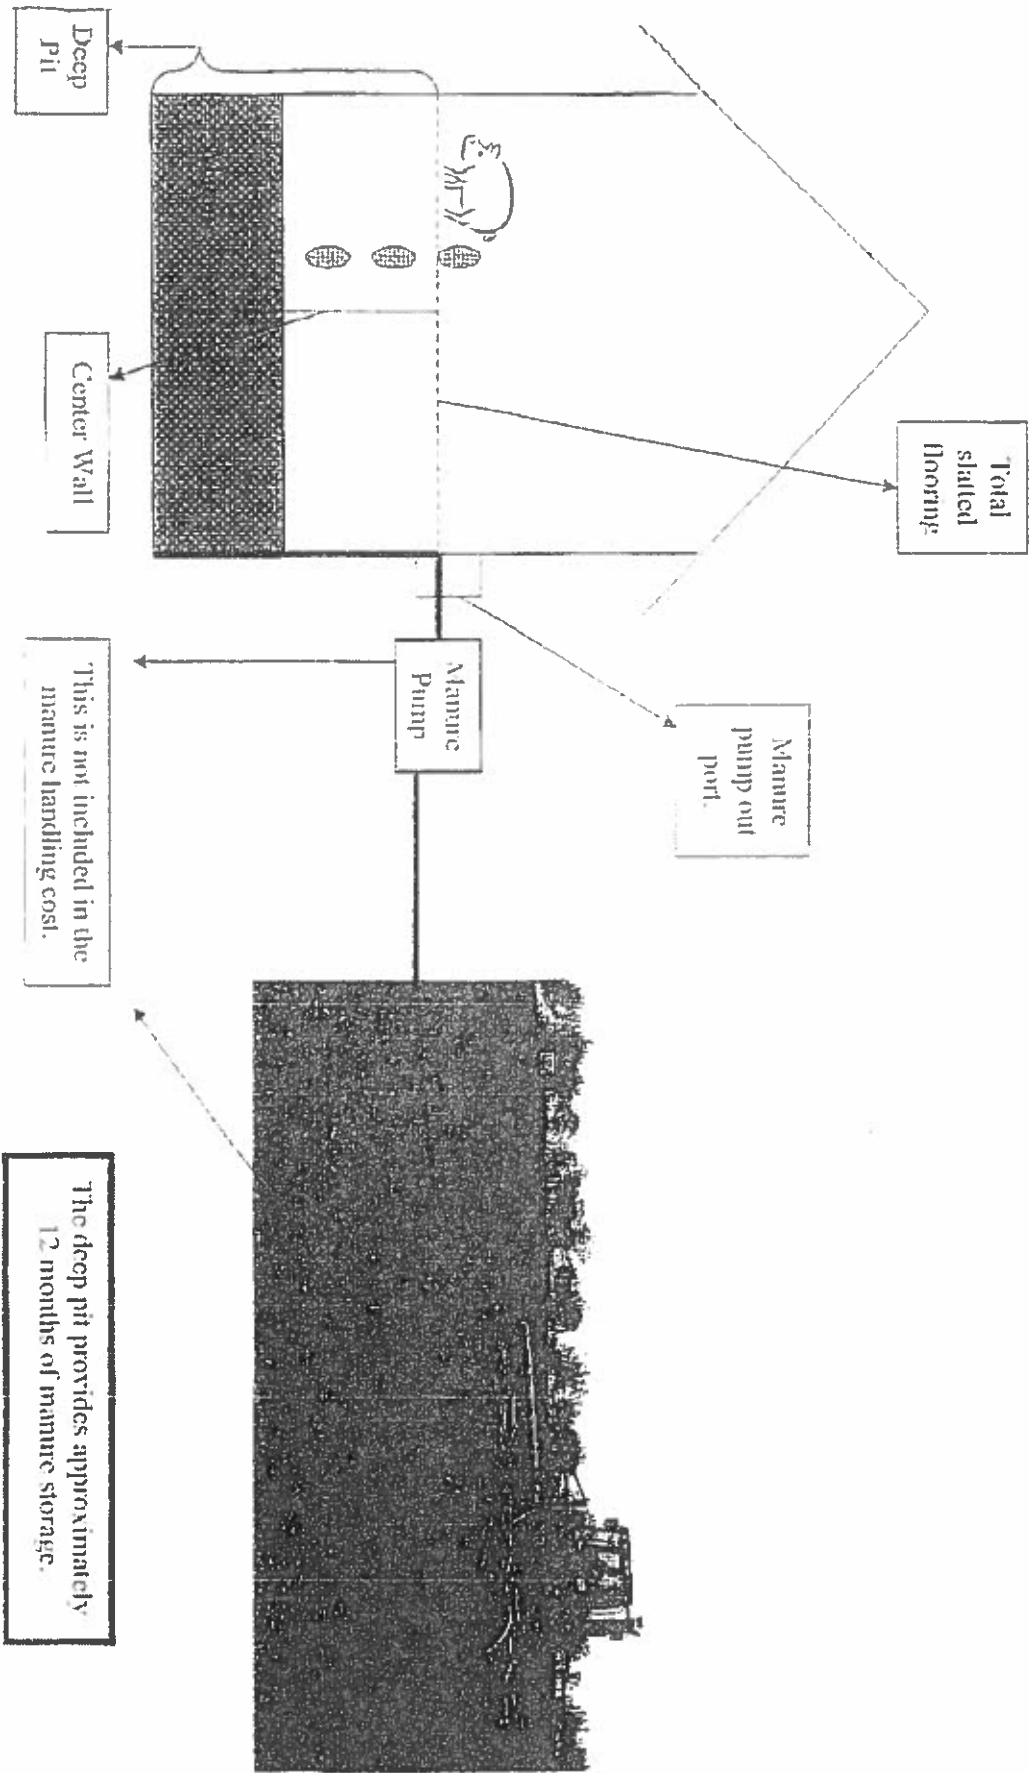 Total
slatted
flooring
Manure
pump out
port.
Manure
Pump
Deep
Pit
Center Wall
This is not included in the
manure handling cost.
The deep pit provides approximately
12 months of manure storage.